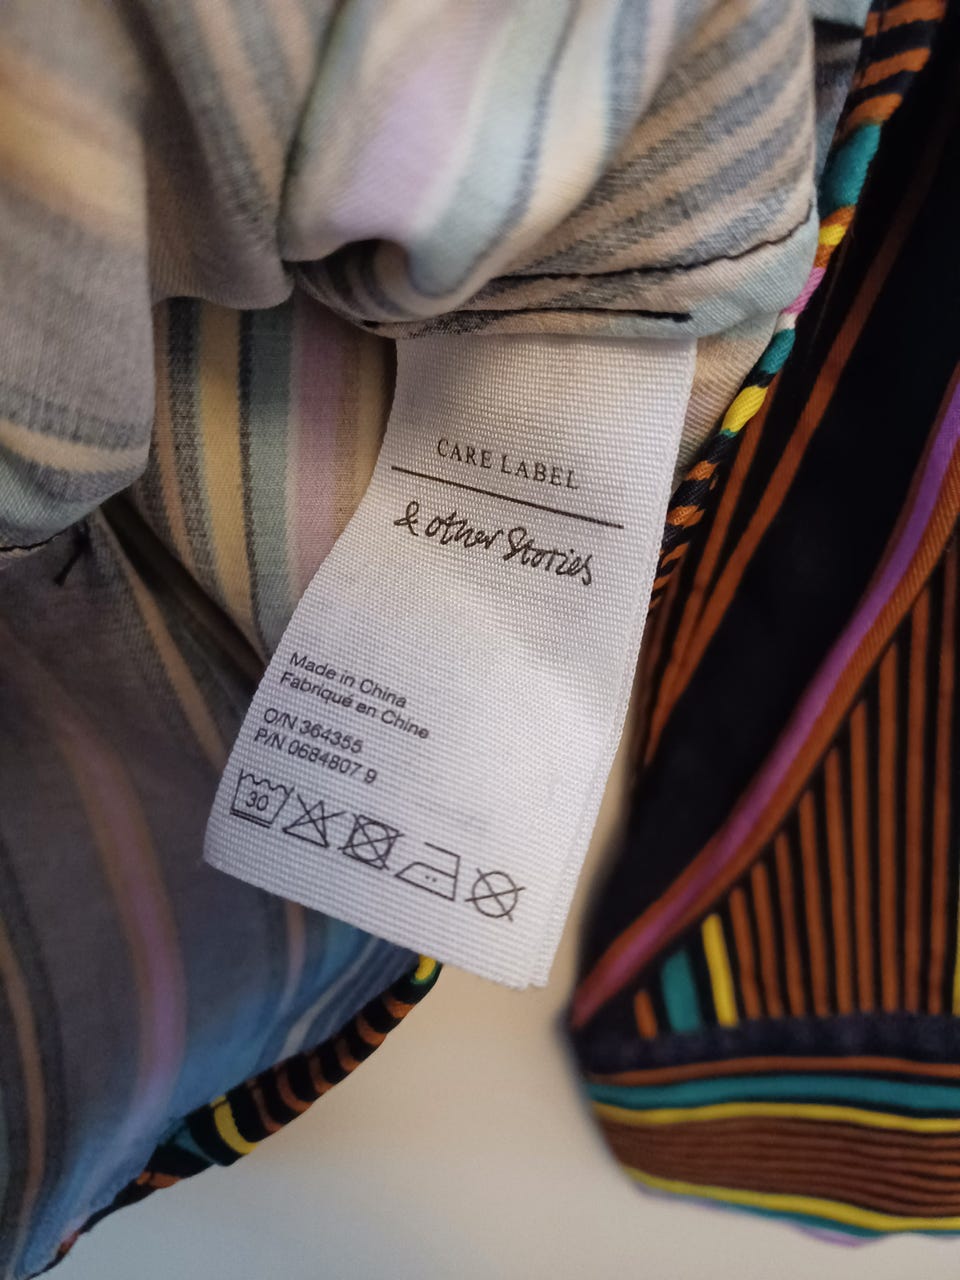 CARE LABEL
& other Stories
Made in China
Fabriqué en Chine
O/N 364355
P/N 0684807 9
30